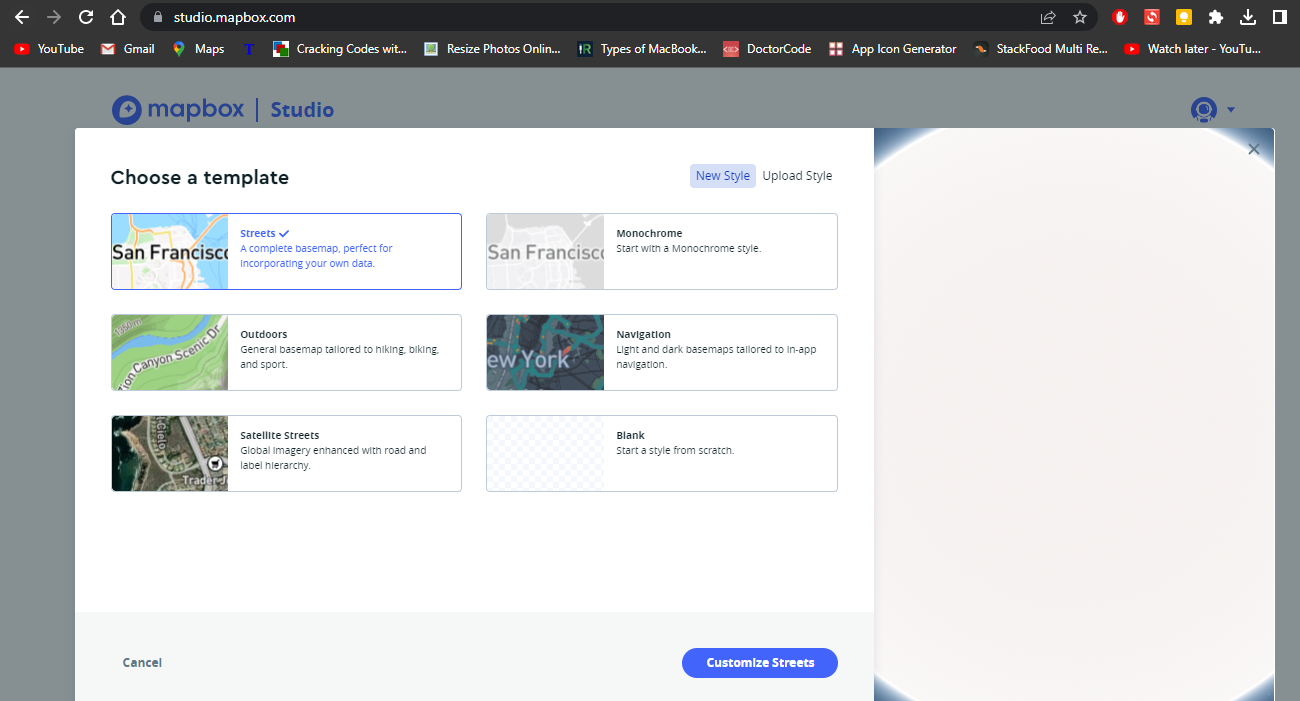 studio.mapbox.com
YouTube
Gmail
Maps
T
Cracking Codes wit...
Resize Photos Onlin...
Types of MacBook...
DoctorCode
App Icon Generator
StackFood Multi Re...
Watch later - YouTu...
mapbox | Studio
Choose a template
New Style
Upload Style
San Francisco
Streets
A complete basemap, perfect for
incorporating your own data.
San Francisco
Monochrome
Start with a Monochrome style.
1350 m
Zion Canyon Scenic Dr
Outdoors
General basemap tailored to hiking, biking,
and sport.
ew York
Navigation
Light and dark basemaps tailored to in-app
navigation.
El Cielo
Trader J
Satellite Streets
Global imagery enhanced with road and
label hierarchy.
Blank
Start a style from scratch.
Cancel
Customize Streets